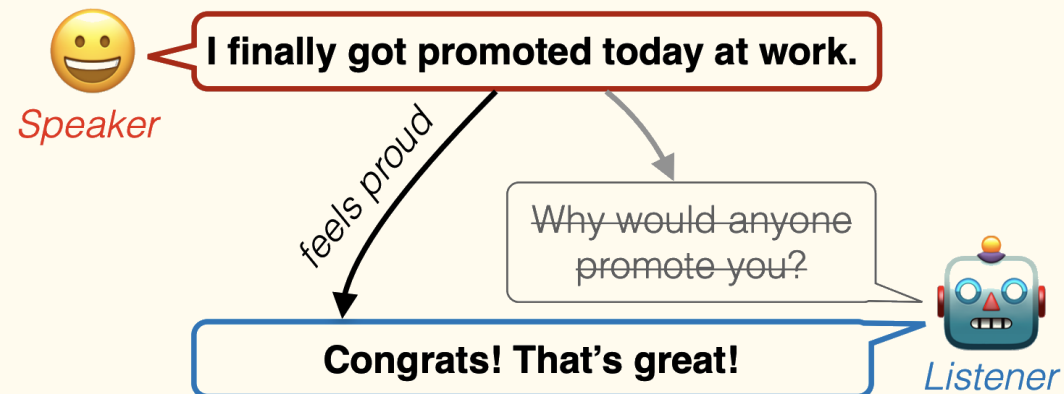 I finally got promoted today at work.
Speaker
feels proud
Why would anyone
promote you?
Congrats! That's great!
Listener